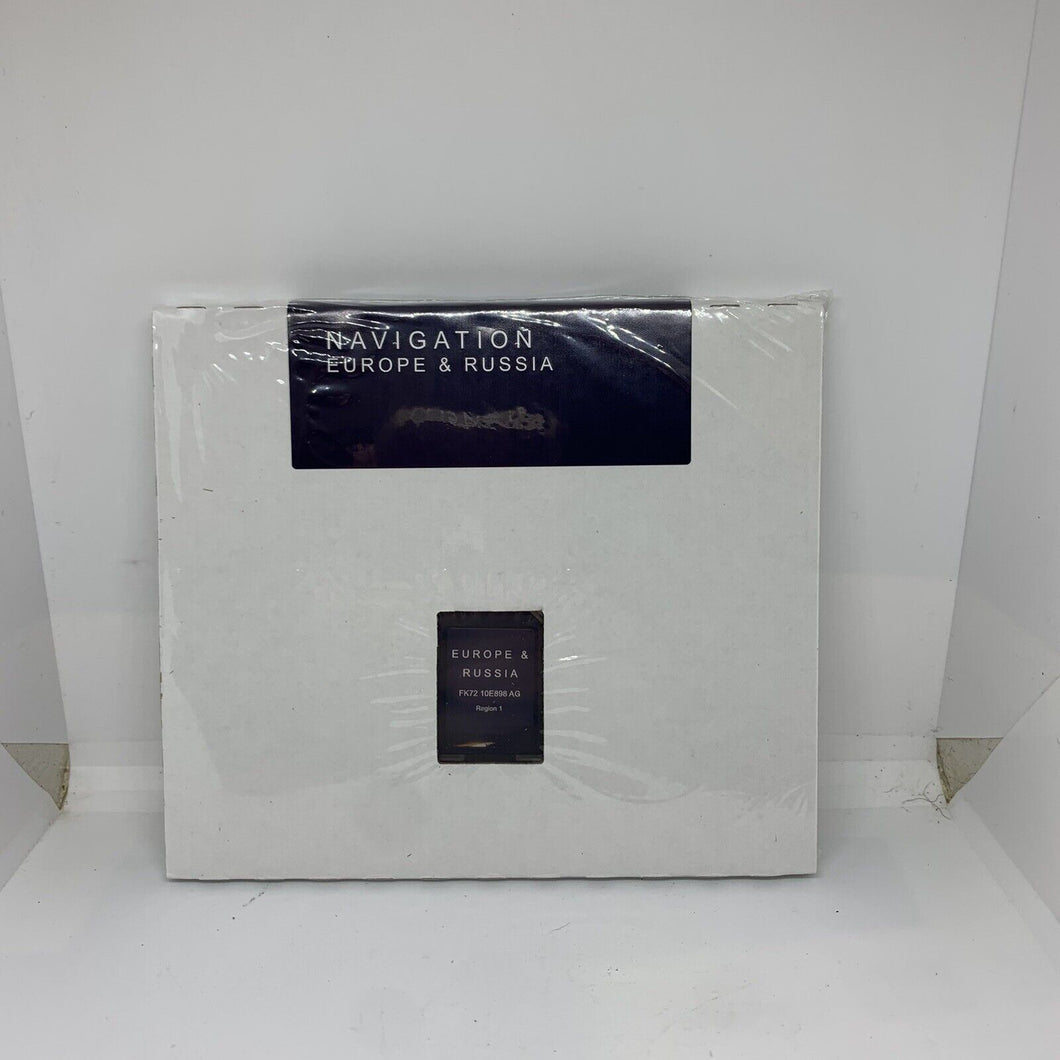 NAVIGATION
EUROPE & RUSSIA
EUROPE &
RUSSIA
FK72 10E898 AG
Region 1